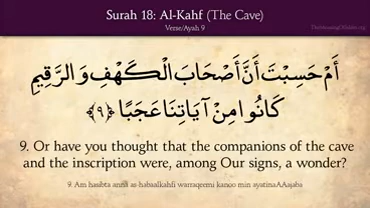 Surah 18: Al-Kahf (The Cave)
Verse/Ayah 9
أَمْ حَسِبْتَ أَنَّ أَصْحَابَ الْكَهْفِ وَالرَّقِيمِ
كَانُوا مِنْ آيَاتِنَا عَجَبًا ﴿٩﴾
9. Or have you thought that the companions of the cave
and the inscription were, among Our signs, a wonder?
9. Am hasibta anna as-habaalkahfi warraqeemi kanoo min ayatinaAAajaba